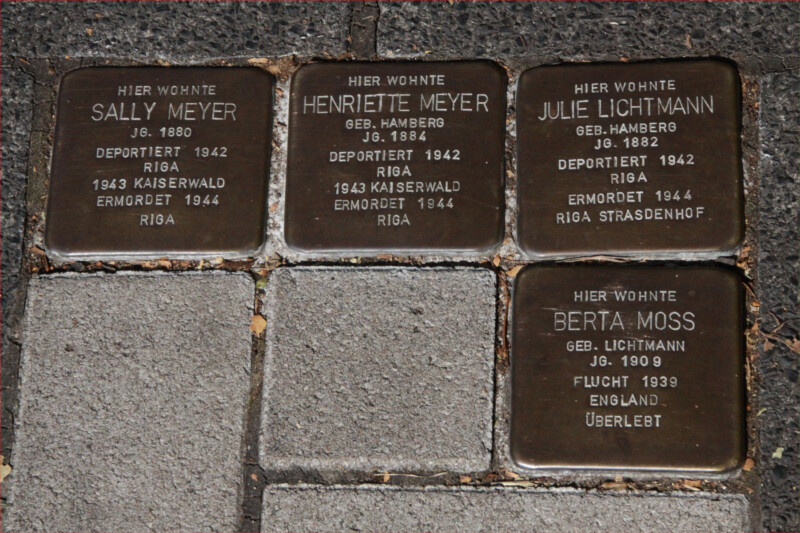 HIER WOHNTE
SALLY MEYER
JG. 1880
DEPORTIERT 1942
RIGA
1943 KAISERWALD
ERMORDET 1944
RIGA
HIER WOHNTE
HENRIETTE MEYER
GEB. HAMBERG
JG. 1884
DEPORTIERT 1942
RIGA
1943 KAISERWALD
ERMORDET 1944
RIGA
HIER WOHNTE
JULIE LICHTMANN
GEB. HAMBERG
JG. 1882
DEPORTIERT 1942
RIGA
ERMORDET 1944
RIGA STRASDENHOF
HIER WOHNTE
BERTA MOSS
GEB. LICHTMANN
JG. 1909
FLUCHT 1939
ENGLAND
ÜBERLEBT